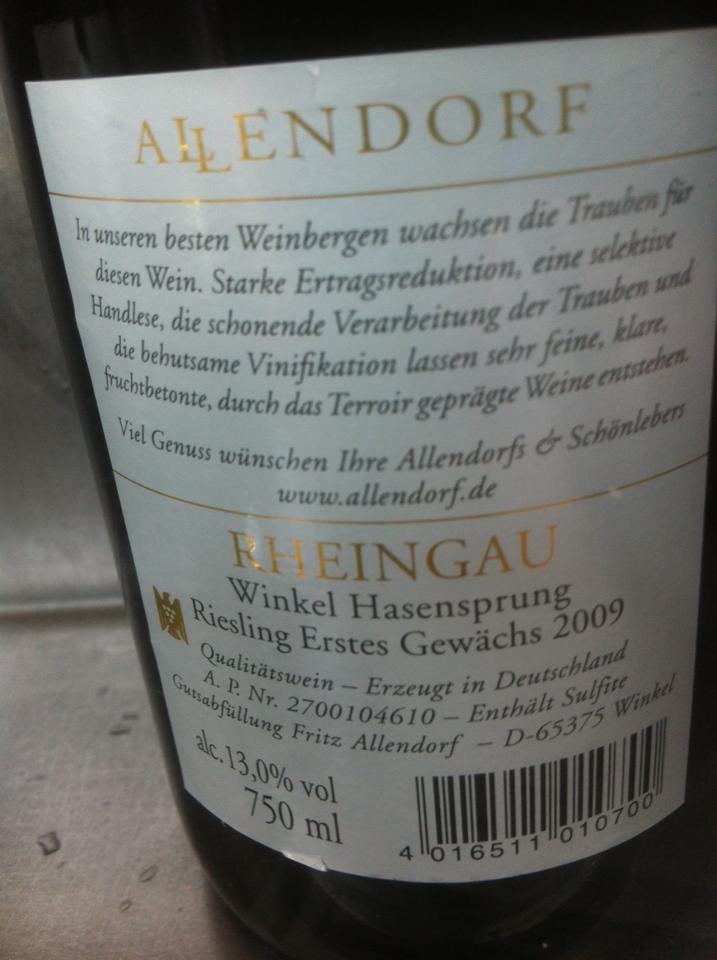 ALLENDORF
In unseren besten Weinbergen wachsen die Trauben für
diesen Wein. Starke Ertragsreduktion, eine selektive
Handlese, die schonende Verarbeitung der Trauben und
die behutsame Vinifikation lassen sehr feine, klare,
fruchtbetonte, durch das Terroir geprägte Weine entstehen.
Viel Genuss wünschen Ihre Allendorfs & Schönlebers
www.allendorf.de
RHEINGAU
Winkel Hasensprung
Riesling Erstes Gewächs 2009
Qualitätswein – Erzeugt in Deutschland
A. P. Nr. 2700104610 – Enthält Sulfite
Gutsabfüllung Fritz Allendorf – D-65375 Winkel
alc. 13,0% vol
750 ml
4 016511 010700